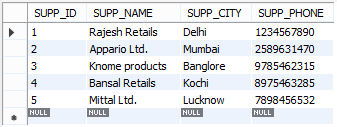 SUPP_ID SUPP_NAME SUPP_CITY SUPP_PHONE
1 Rajesh Retails Delhi 1234567890
2 Appario Ltd. Mumbai 2589631470
3 Knome products Banglore 9785462315
4 Bansal Retails Kochi 8975463285
5 Mittal Ltd. Lucknow 7898456532
NULL NULL NULL NULL